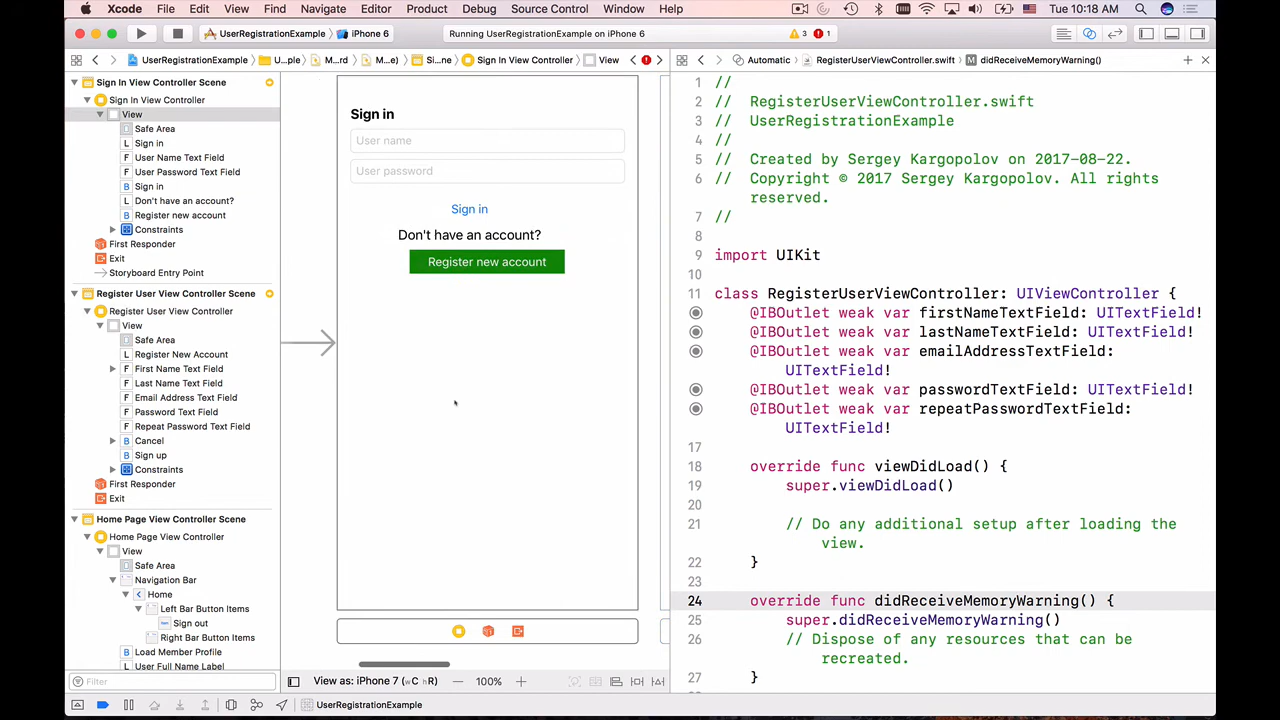 Xcode File Edit View Find Navigate Editor Product Debug Source Control Window Help Tue 10:18 AM
UserRegistrationExample iPhone 6 Running UserRegistrationExample on iPhone 6 3 1
UserRegistrationExample U...ple M...rd M...e) Si...ne Sign In View Controller View Automatic RegisterUserViewController.swift didReceiveMemoryWarning()
Sign In View Controller Scene
Sign In View Controller
View
Safe Area
L Sign in
F User Name Text Field
F User Password Text Field
B Sign in
L Don't have an account?
B Register new account
Constraints
First Responder
Exit
Storyboard Entry Point
Register User View Controller Scene
Register User View Controller
View
Safe Area
L Register New Account
F First Name Text Field
F Last Name Text Field
F Email Address Text Field
F Password Text Field
F Repeat Password Text Field
B Cancel
B Sign up
Constraints
First Responder
Exit
Home Page View Controller Scene
Home Page View Controller
View
Safe Area
Navigation Bar
Home
Left Bar Button Items
Sign out
Right Bar Button Items
B Load Member Profile
L User Full Name Label
Filter
Sign in
User name
User password
Sign in
Don't have an account?
Register new account
View as: iPhone 7 (wC hR) 100%
1 //
2 // RegisterUserViewController.swift
3 // UserRegistrationExample
4 //
5 // Created by Sergey Kargopolov on 2017-08-22.
6 // Copyright © 2017 Sergey Kargopolov. All rights
reserved.
7 //
8
9 import UIKit
10
11 class RegisterUserViewController: UIViewController {
@IBOutlet weak var firstNameTextField: UITextField!
@IBOutlet weak var lastNameTextField: UITextField!
@IBOutlet weak var emailAddressTextField:
UITextField!
@IBOutlet weak var passwordTextField: UITextField!
@IBOutlet weak var repeatPasswordTextField:
UITextField!
17
18 override func viewDidLoad() {
19 super.viewDidLoad()
20
21 // Do any additional setup after loading the
view.
22 }
23
24 override func didReceiveMemoryWarning() {
25 super.didReceiveMemoryWarning()
26 // Dispose of any resources that can be
recreated.
27 }
UserRegistrationExample